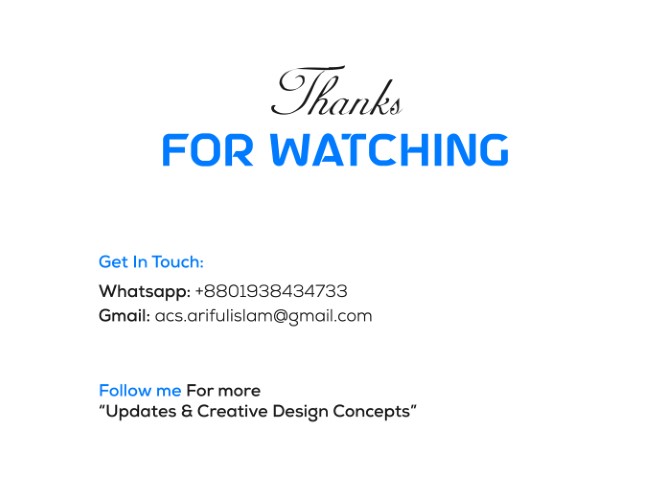 Thanks
FOR WATCHING
Get In Touch:
Whatsapp: +8801938434733
Gmail: acs.arifulislam@gmail.com
Follow me For more
“Updates & Creative Design Concepts”